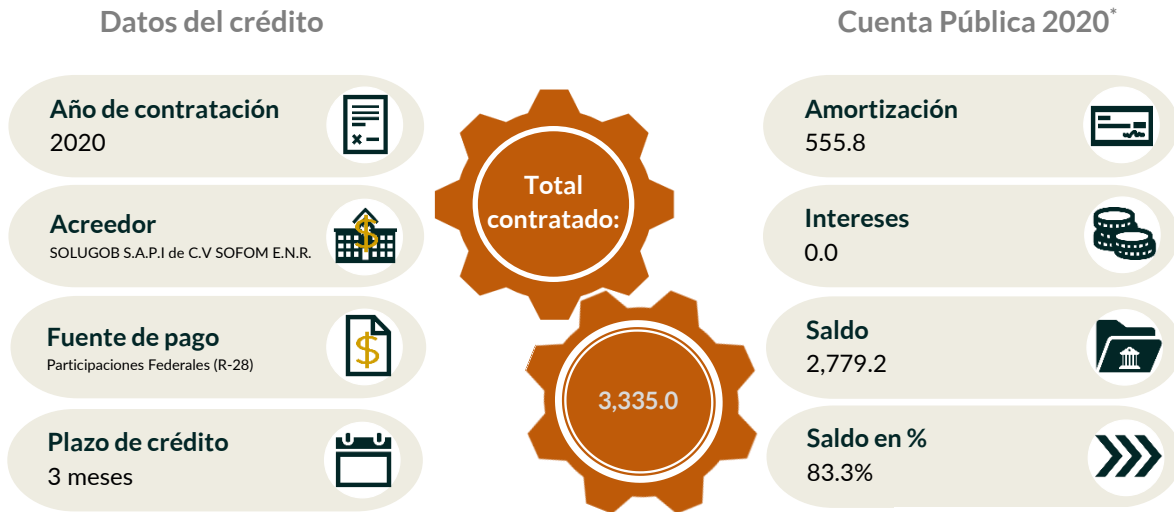 Datos del crédito
Año de contratación
2020
Acreedor
SOLUGOB S.A.P.I de C.V SOFOM E.N.R.
Fuente de pago
Participaciones Federales (R-28)
Plazo de crédito
3 meses
Total
contratado:
3,335.0
Cuenta Pública 2020*
Amortización
555.8
Intereses
0.0
Saldo
2,779.2
Saldo en %
83.3%